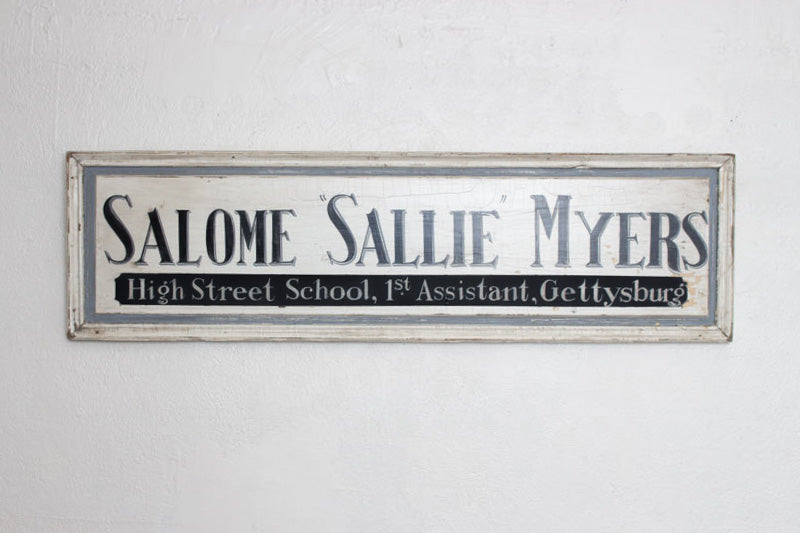 SALOME "SALLIE" MYERS
High Street School, 1st Assistant, Gettysburg